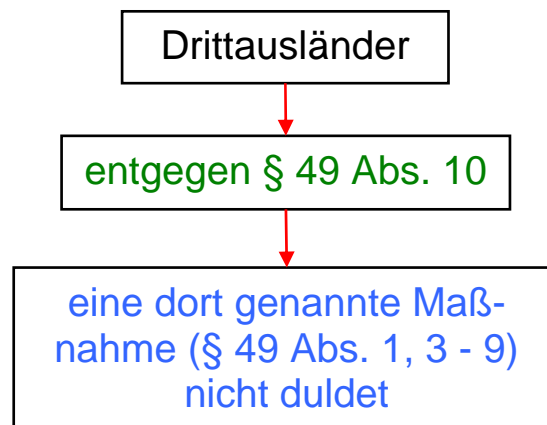 Drittausländer
entgegen § 49 Abs. 10
eine dort genannte Maß-
nahme (§ 49 Abs. 1, 3 - 9)
nicht duldet